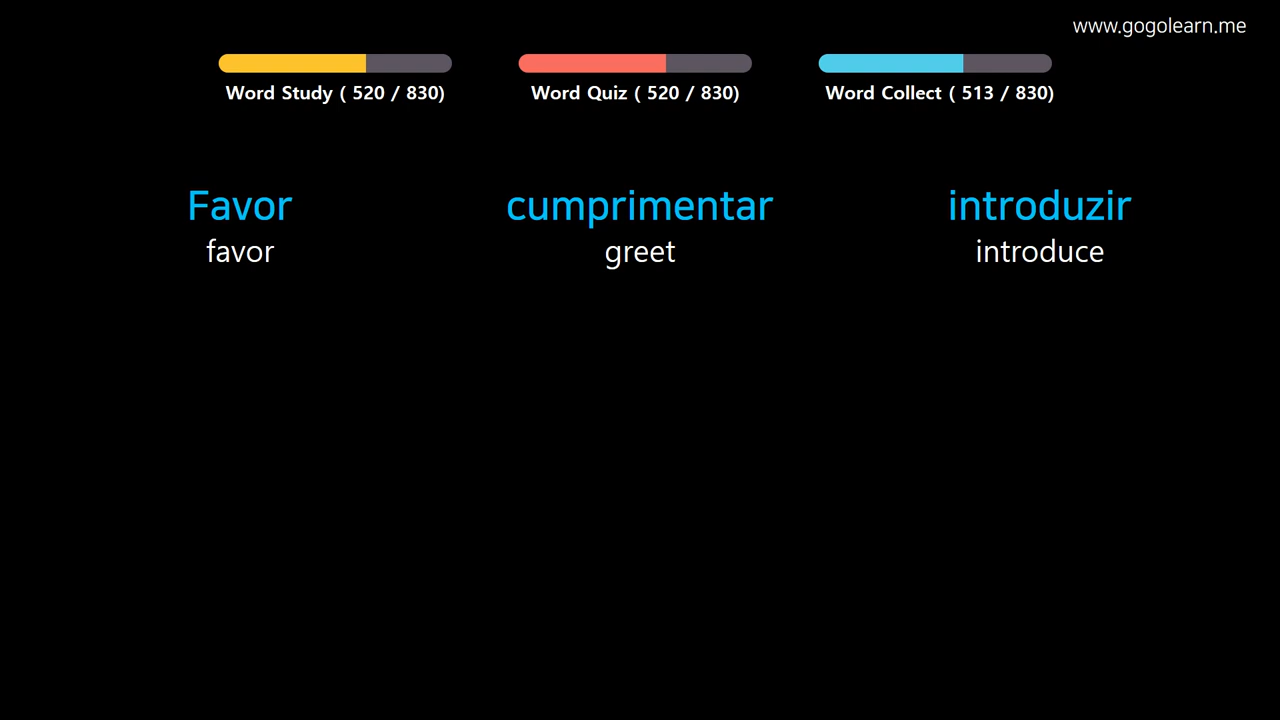 www.gogolearn.me
Word Study ( 520 / 830)
Word Quiz ( 520 / 830)
Word Collect ( 513 / 830)
Favor
cumprimentar
introduzir
favor
greet
introduce